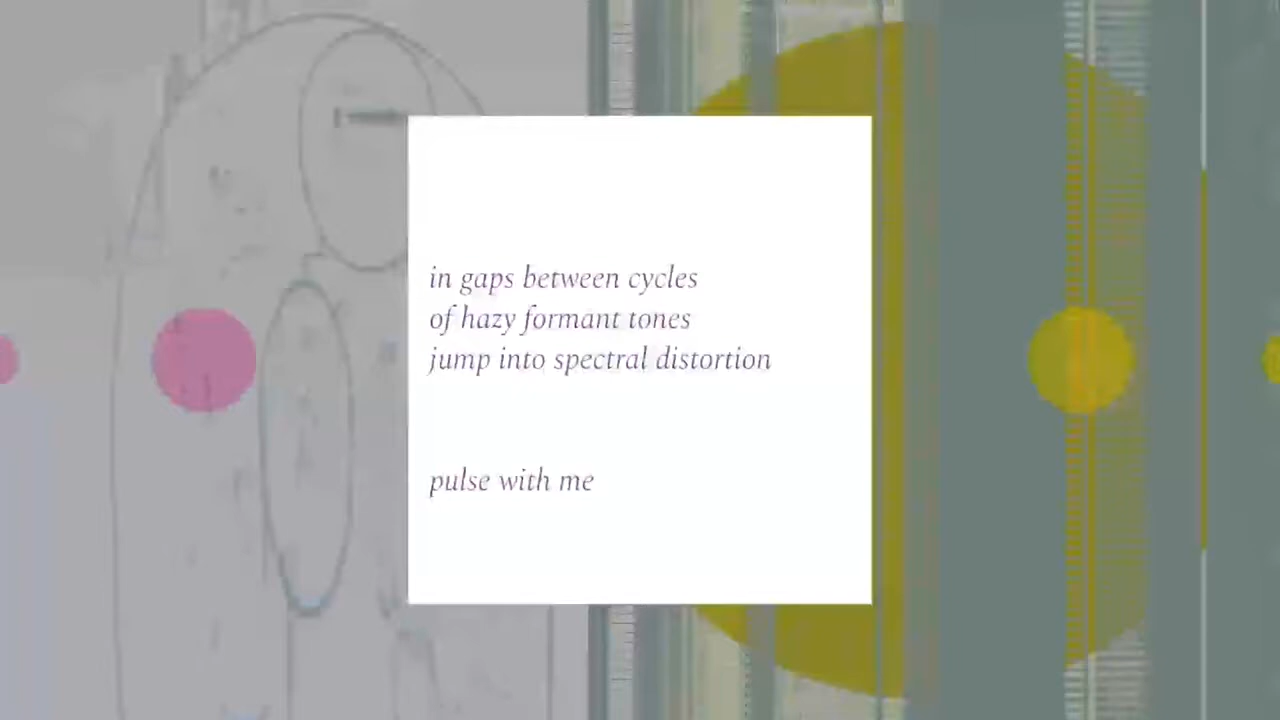 in gaps between cycles
of hazy formant tones
jump into spectral distortion
pulse with me